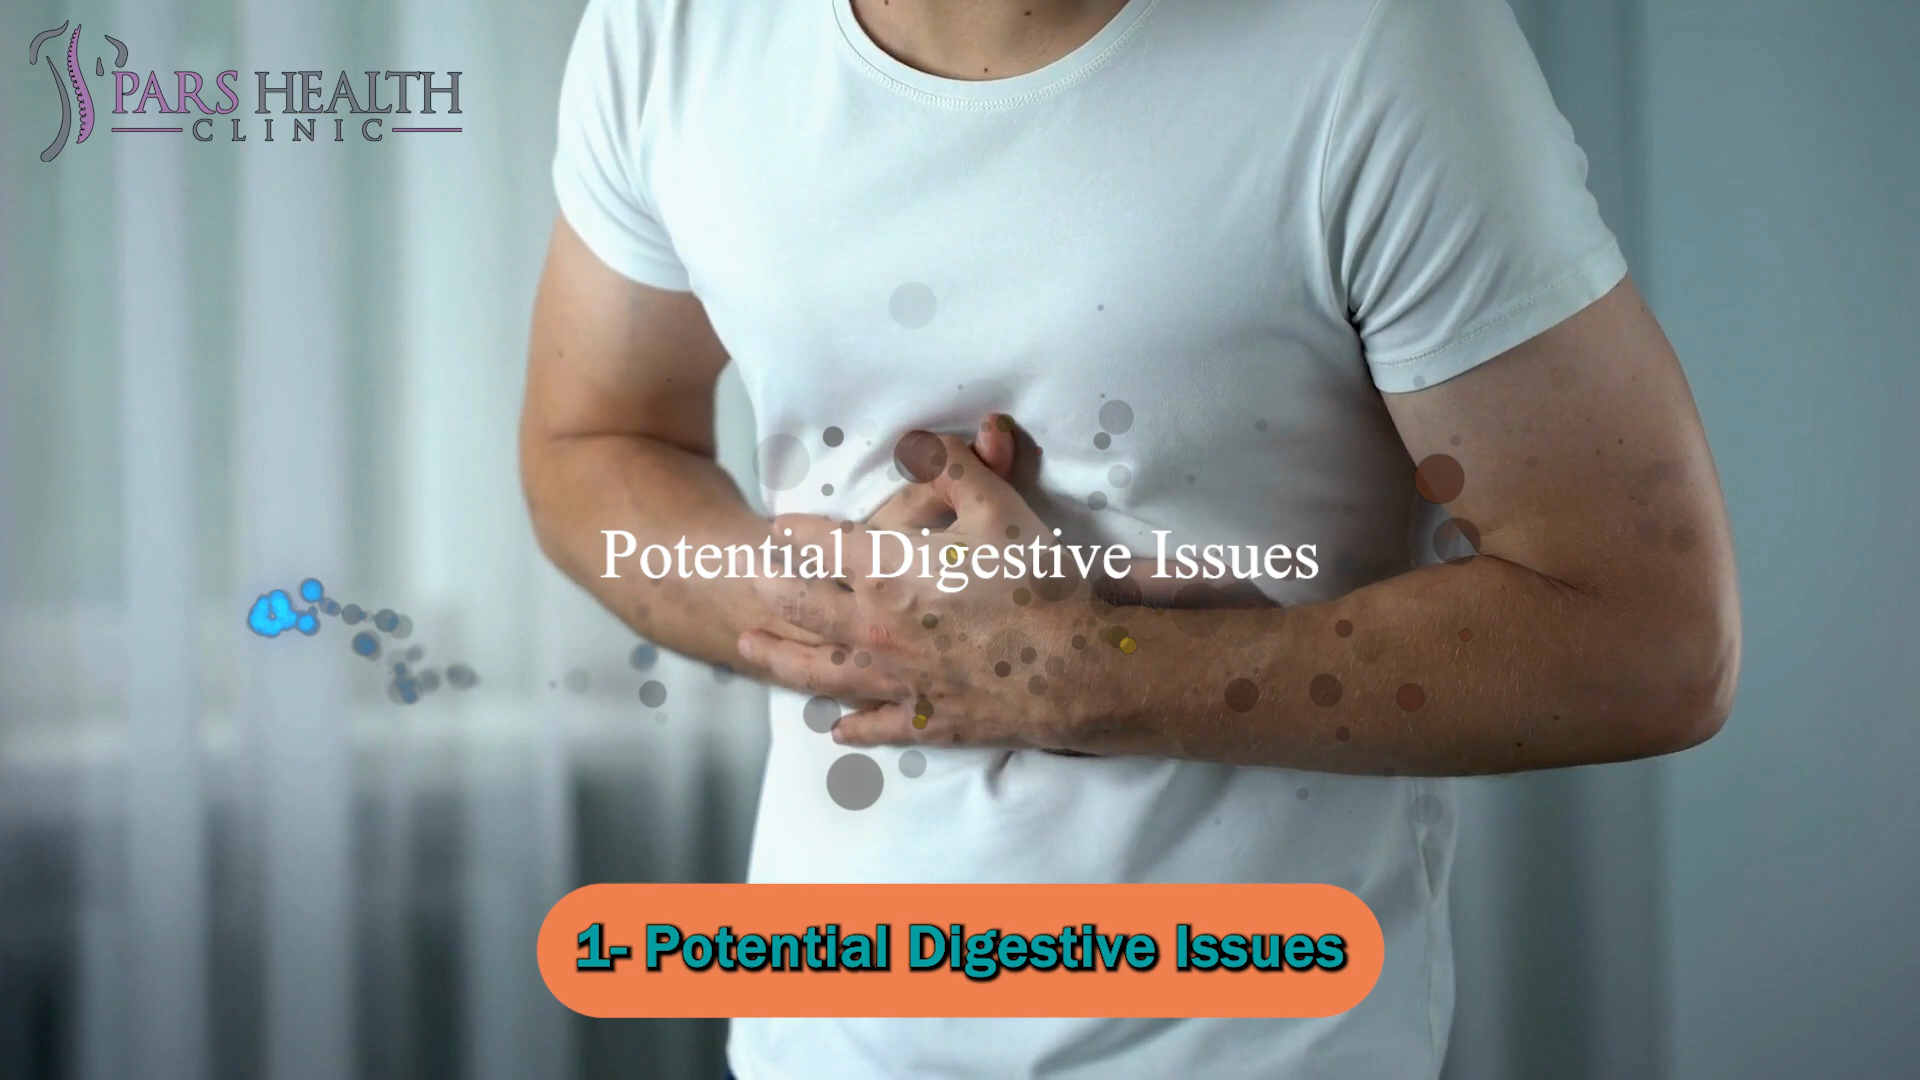 PARS HEALTH
CLINIC
Potential Digestive Issues
1- Potential Digestive Issues